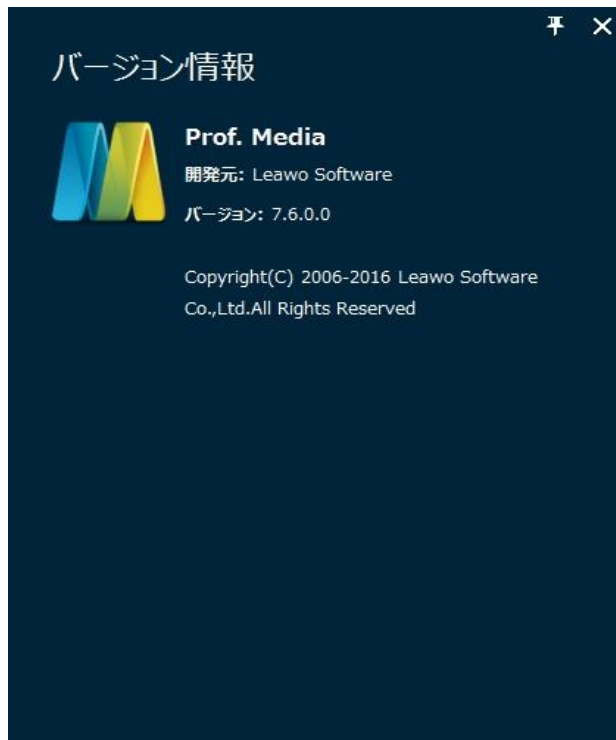 バージョン情報
Prof. Media
開発元: Leawo Software
バージョン: 7.6.0.0
Copyright(C) 2006-2016 Leawo Software
Co.,Ltd.All Rights Reserved